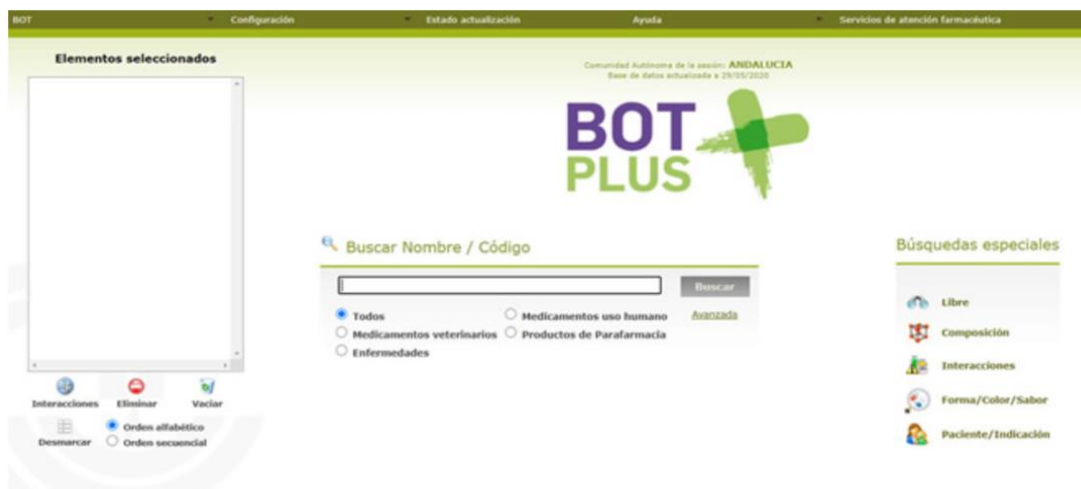 BOT Configuración Estado actualización Ayuda Servicios de atención farmacéutica
Elementos seleccionados
Comunidad Autónoma de la sesión: ANDALUCIA
Base de datos actualizada a 29/05/2020
BOT
PLUS
Buscar Nombre / Código
Buscar
Todos
Medicamentos uso humano
Avanzada
Medicamentos veterinarios
Productos de Parafarmacia
Enfermedades
Búsquedas especiales
Libre
Composición
Interacciones
Forma/Color/Sabor
Paciente/Indicación
Interacciones
Eliminar
Vaciar
Desmarcar
Orden alfabético
Orden secuencial